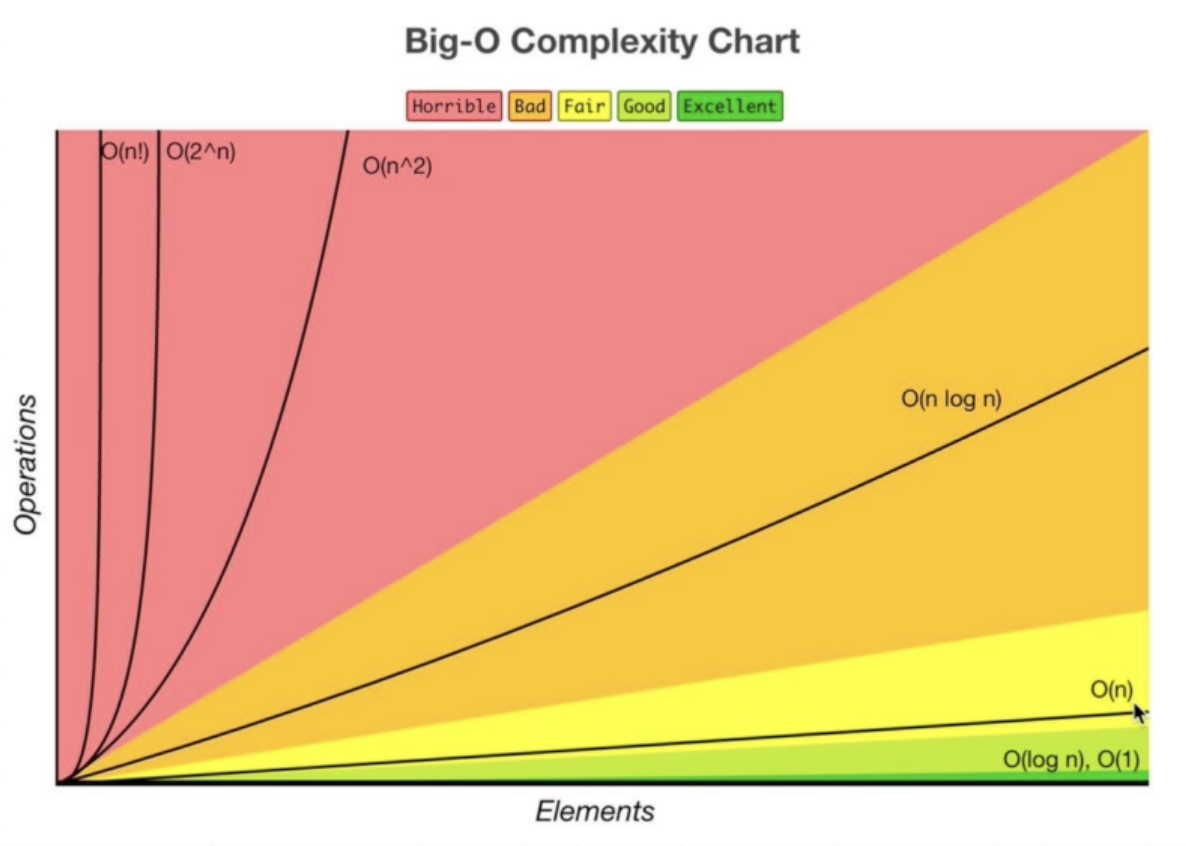 Big-O Complexity Chart
Horrible Bad Fair Good Excellent
O(n!) O(2^n)
O(n^2)
O(n log n)
Operations
O(n)
O(log n), O(1)
Elements